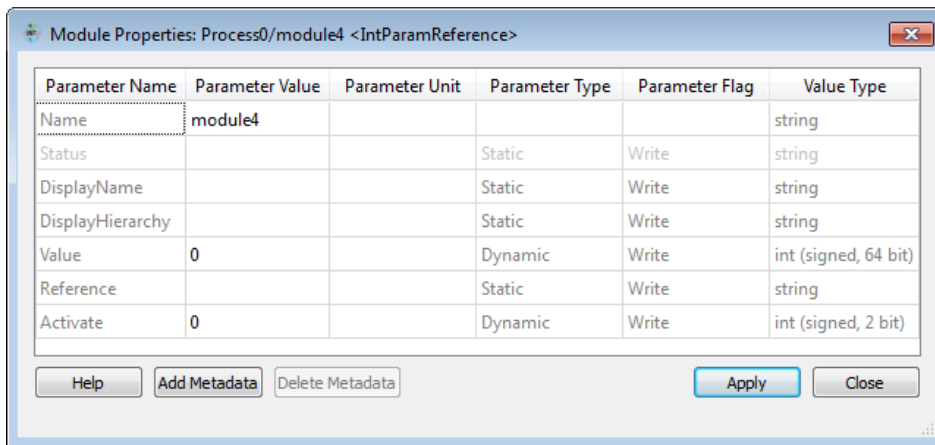 Module Properties: Process0/module4 <IntParamReference>
Parameter Name Parameter Value Parameter Unit Parameter Type Parameter Flag Value Type
Name module4 string
Status Static Write string
DisplayName Static Write string
DisplayHierarchy Static Write string
Value 0 Dynamic Write int (signed, 64 bit)
Reference Static Write string
Activate 0 Dynamic Write int (signed, 2 bit)
Help Add Metadata Delete Metadata Apply Close